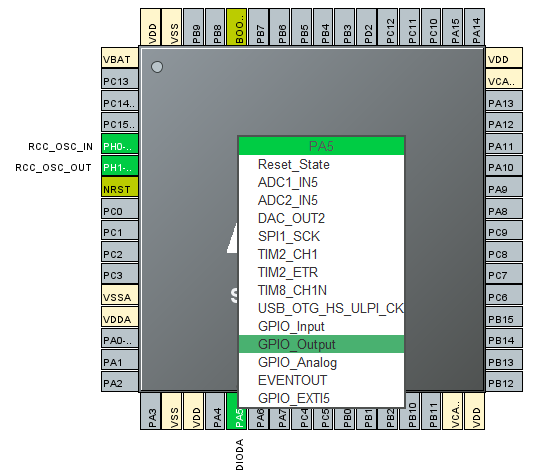 VDD
VSS
PB9
PB8
BOO..
PB7
PB6
PB5
PB4
PB3
PD2
PC12
PC11
PC10
PA15
PA14
VBAT
PC13
PC14..
PC15..
RCC_OSC_IN
PH0-..
RCC_OSC_OUT
PH1-..
NRST
PC0
PC1
PC2
PC3
VSSA
VDDA
PA0-..
PA1
PA2
VDD
VCA..
PA13
PA12
PA11
PA10
PA9
PA8
PC9
PC8
PC7
PC6
PB15
PB14
PB13
PB12
PA5
Reset_State
ADC1_IN5
ADC2_IN5
DAC_OUT2
SPI1_SCK
TIM2_CH1
TIM2_ETR
TIM8_CH1N
USB_OTG_HS_ULPI_CK
GPIO_Input
GPIO_Output
GPIO_Analog
EVENTOUT
GPIO_EXTI5
PA3
VSS
VDD
PA4
PA5
PA6
PA7
PC4
PC5
PB0
PB1
PB2
PB10
PB11
VCA..
VDD
DIODA